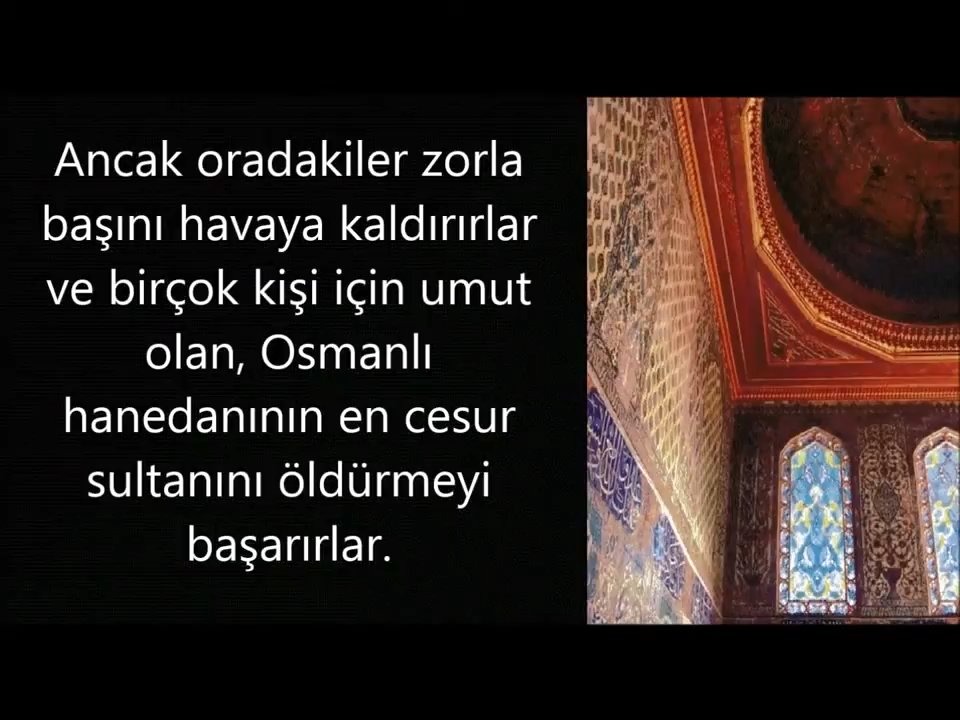 Ancak oradakiler zorla
başını havaya kaldırırlar
ve birçok kişi için umut
olan, Osmanlı
hanedanının en cesur
sultanını öldürmeyi
başarırlar.